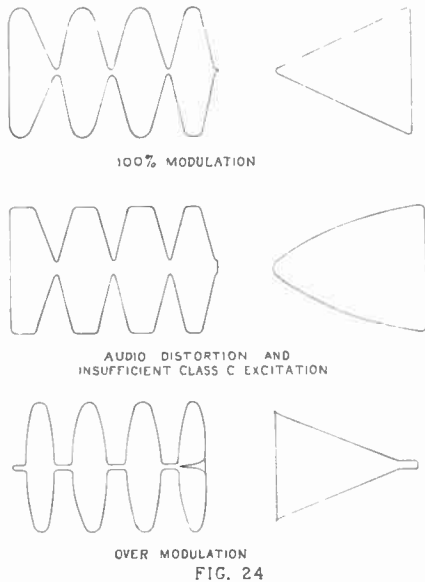 100% MODULATION
AUDIO DISTORTION AND
INSUFFICIENT CLASS C EXCITATION
OVER MODULATION
FIG. 24